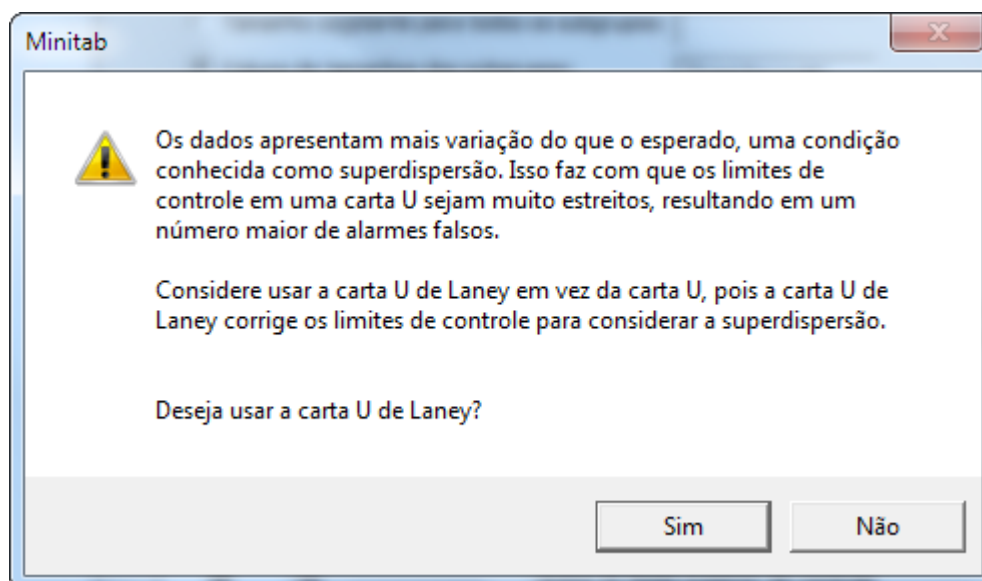 Minitab
Os dados apresentam mais variação do que o esperado, uma condição
conhecida como superdispersão. Isso faz com que os limites de
controle em uma carta U sejam muito estreitos, resultando em um
número maior de alarmes falsos.
Considere usar a carta U de Laney em vez da carta U, pois a carta U de
Laney corrige os limites de controle para considerar a superdispersão.
Deseja usar a carta U de Laney?
Sim
Não